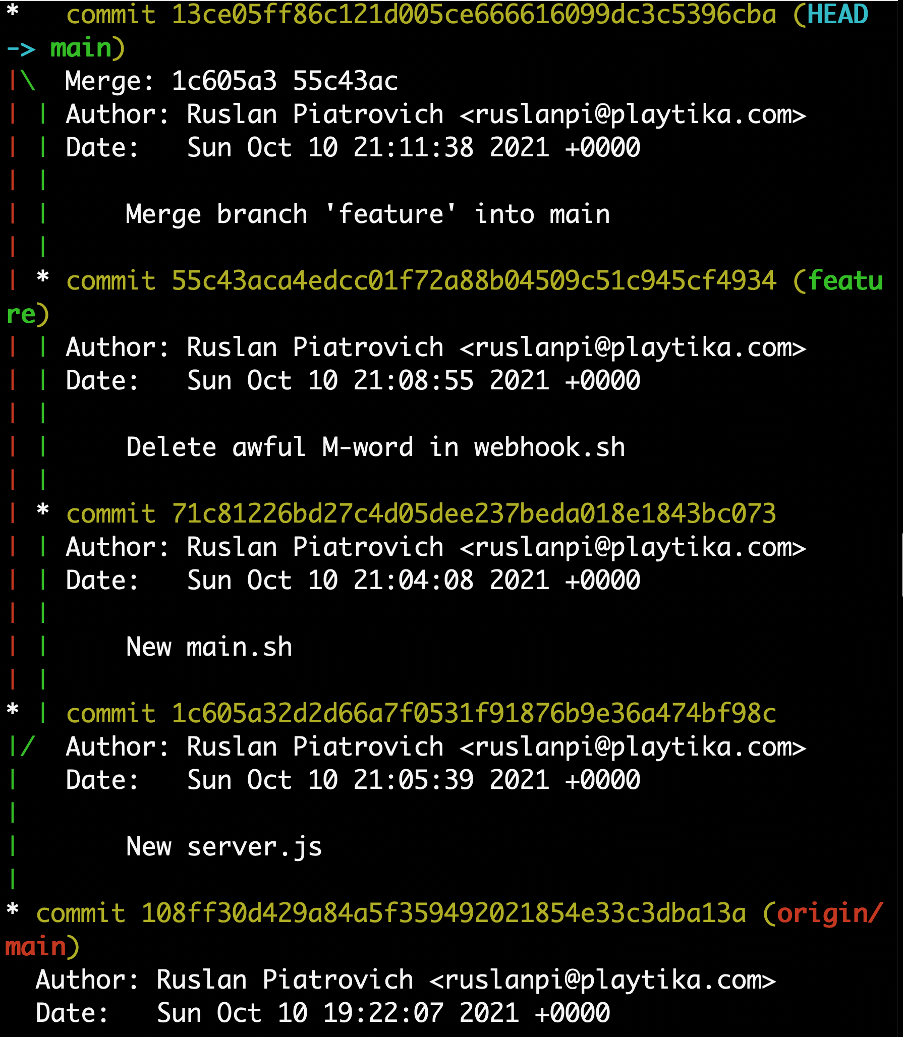 *   commit 13ce05ff86c121d005ce666616099dc3c5396cba (HEAD
-> main)
|\  Merge: 1c605a3 55c43ac
| | Author: Ruslan Piatrovich <ruslanpi@playtika.com>
| | Date:   Sun Oct 10 21:11:38 2021 +0000
| |
| |     Merge branch 'feature' into main
| |
| * commit 55c43aca4edcc01f72a88b04509c51c945cf4934 (featu
re)
| | Author: Ruslan Piatrovich <ruslanpi@playtika.com>
| | Date:   Sun Oct 10 21:08:55 2021 +0000
| |
| |     Delete awful M-word in webhook.sh
| |
| * commit 71c81226bd27c4d05dee237beda018e1843bc073
| | Author: Ruslan Piatrovich <ruslanpi@playtika.com>
| | Date:   Sun Oct 10 21:04:08 2021 +0000
| |
| |     New main.sh
| |
* | commit 1c605a32d2d66a7f0531f91876b9e36a474bf98c
|/  Author: Ruslan Piatrovich <ruslanpi@playtika.com>
|   Date:   Sun Oct 10 21:05:39 2021 +0000
|
|       New server.js
|
* commit 108ff30d429a84a5f359492021854e33c3dba13a (origin/
main)
  Author: Ruslan Piatrovich <ruslanpi@playtika.com>
  Date:   Sun Oct 10 19:22:07 2021 +0000